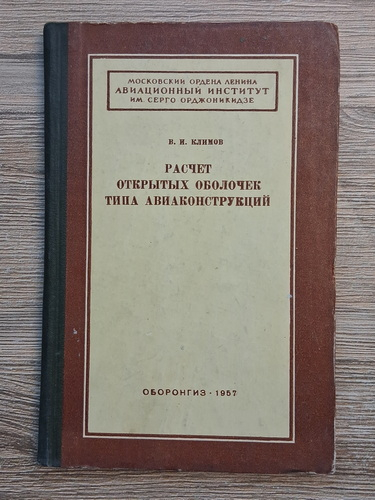 МОСКОВСКИЙ ОРДЕНА ЛЕНИНА
АВИАЦИОННЫЙ ИНСТИТУТ
ИМ. СЕРГО ОРДЖОНИКИДЗЕ
В. И. КЛИМОВ
РАСЧЕТ
ОТКРЫТЫХ ОБОЛОЧЕК
ТИПА АВИАКОНСТРУКЦИЙ
ОБОРОНГИЗ · 1957